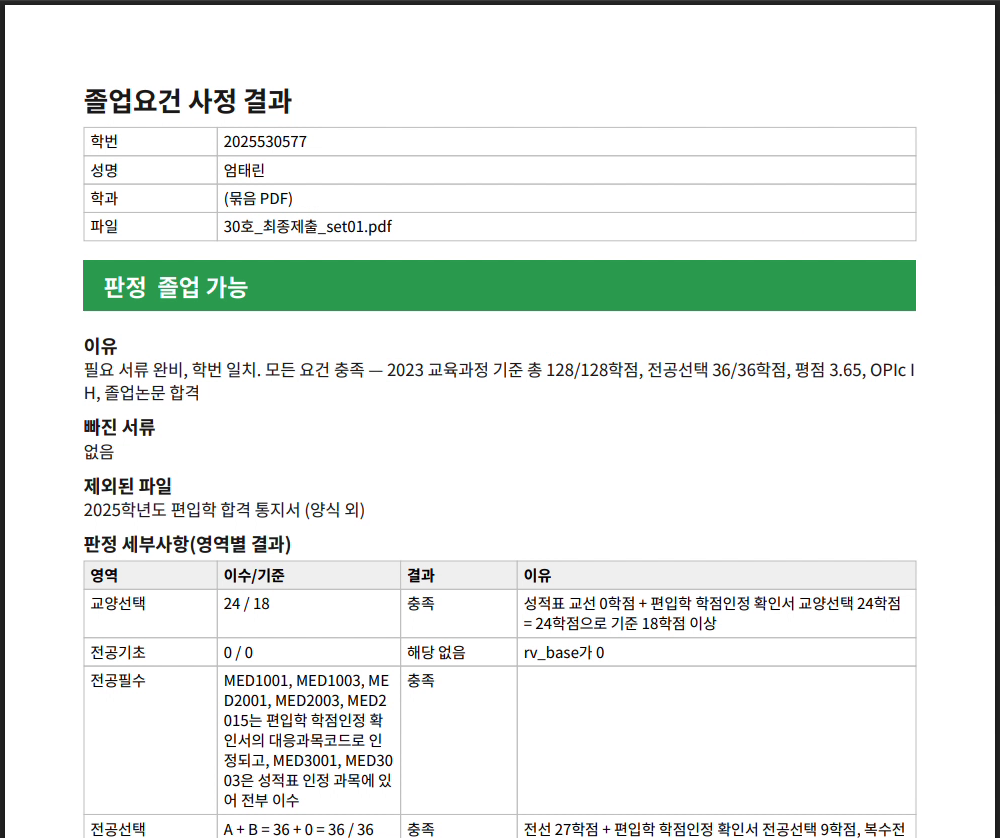 졸업요건 사정 결과
학번 2025530577
성명 엄태린
학과 (묶음 PDF)
파일 30호_최종제출_set01.pdf
판정 졸업 가능
이유
필요 서류 완비, 학번 일치. 모든 요건 충족 — 2023 교육과정 기준 총 128/128학점, 전공선택 36/36학점, 평점 3.65, OPIc I
H, 졸업논문 합격
빠진 서류
없음
제외된 파일
2025학년도 편입학 합격 통지서 (양식 외)
판정 세부사항(영역별 결과)
영역 이수/기준 결과 이유
교양선택 24 / 18 충족 성적표 교선 0학점 + 편입학 학점인정 확인서 교양선택 24학점
= 24학점으로 기준 18학점 이상
전공기초 0 / 0 해당 없음 rv_base가 0
전공필수 MED1001, MED1003, ME 충족
D2001, MED2003, MED2
015는 편입학 학점인정 확
인서의 대응과목코드로 인
정되고, MED3001, MED30
03은 성적표 인정 과목에 있
어 전부 이수
전공선택 A + B = 36 + 0 = 36 / 36 충족 전선 27학점 + 편입학 학점인정 확인서 전공선택 9학점, 복수전